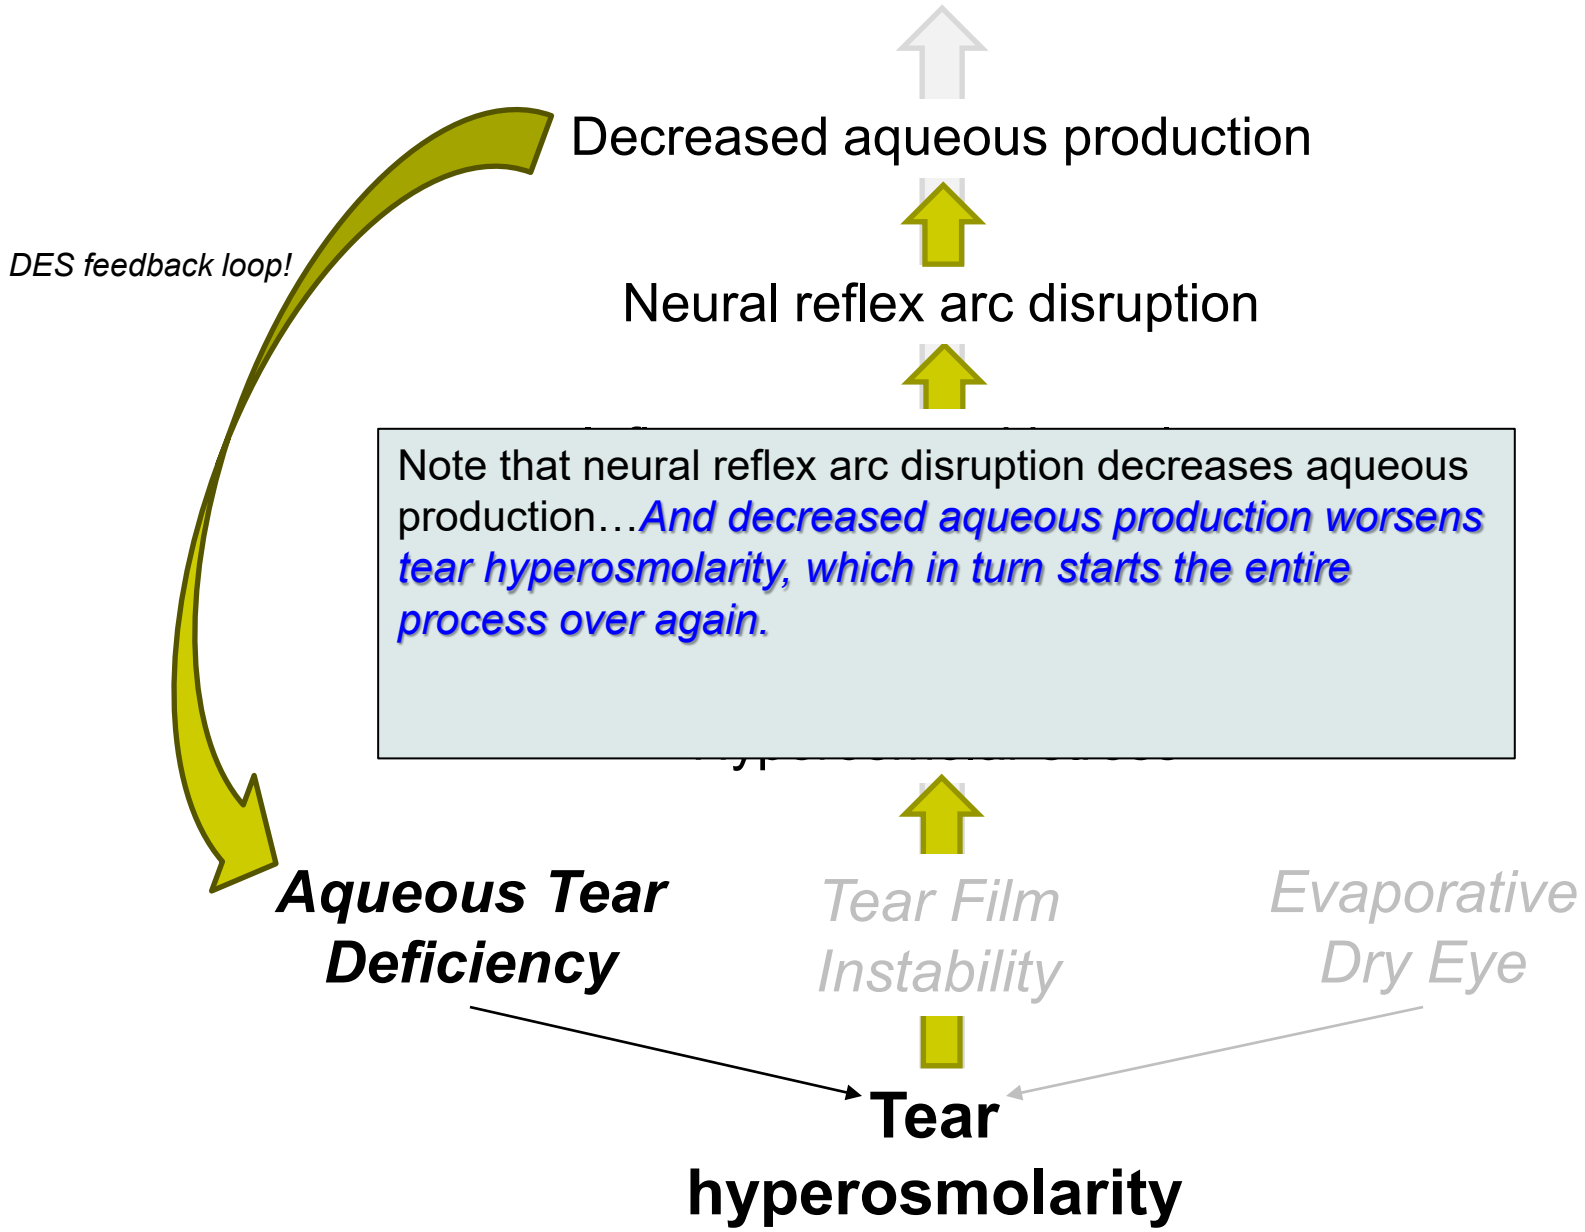 Decreased aqueous production
DES feedback loop!
Neural reflex arc disruption
Note that neural reflex arc disruption decreases aqueous
production…And decreased aqueous production worsens
tear hyperosmolarity, which in turn starts the entire
process over again.
Aqueous Tear
Deficiency
Tear Film
Instability
Evaporative
Dry Eye
Tear
hyperosmolarity